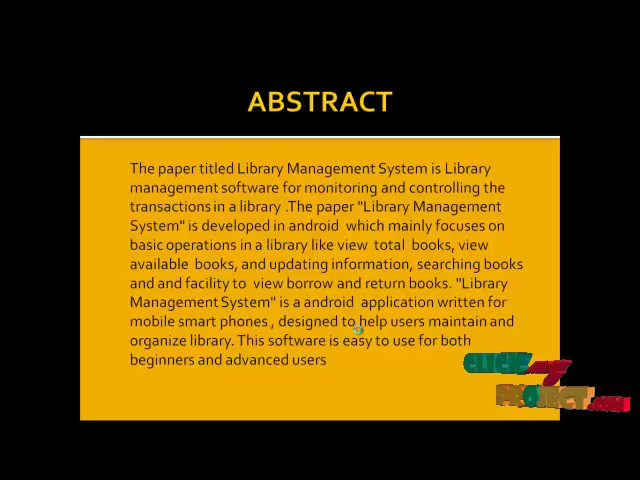 ABSTRACT
The paper titled Library Management System is Library
management software for monitoring and controlling the
transactions in a library .The paper "Library Management
System" is developed in android which mainly focuses on
basic operations in a library like view total books, view
available books, and updating information, searching books
and and facility to view borrow and return books. "Library
Management System" is a android application written for
mobile smart phones , designed to help users maintain and
organize library. This software is easy to use for both
beginners and advanced users
CLICK MY
PROJECT.COM